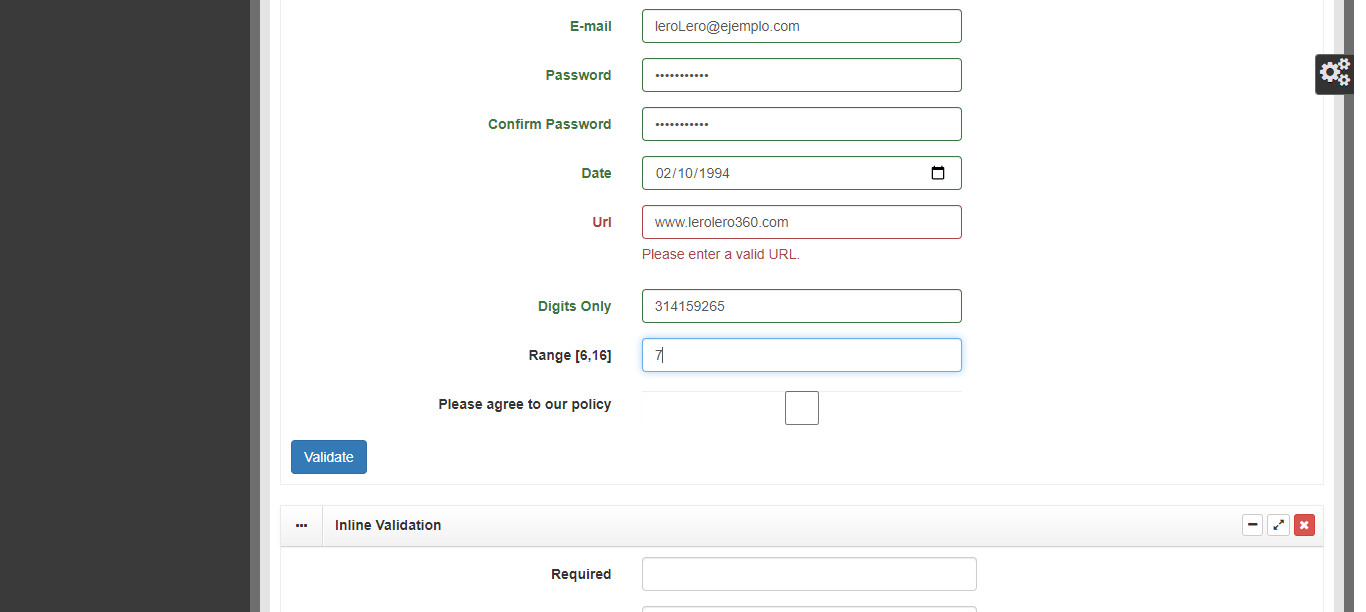 E-mail leroLero@ejemplo.com
Password •••••••••••
Confirm Password •••••••••••
Date 02/10/1994
Url www.lerolero360.com
Please enter a valid URL.
Digits Only 314159265
Range [6,16] 7
Please agree to our policy
Validate
Inline Validation
Required